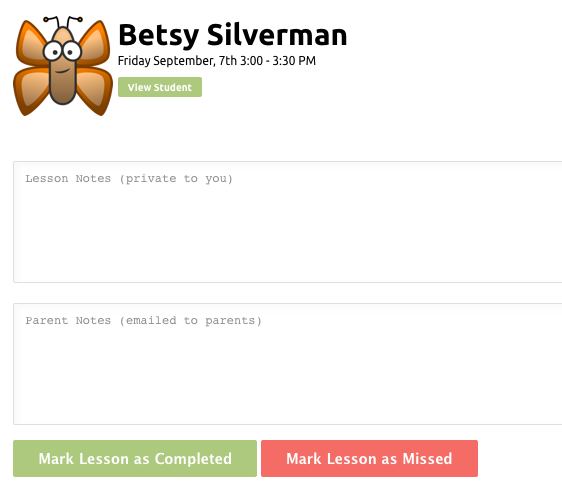 Betsy Silverman
Friday September, 7th 3:00 - 3:30 PM
View Student
Lesson Notes (private to you)
Parent Notes (emailed to parents)
Mark Lesson as Completed Mark Lesson as Missed